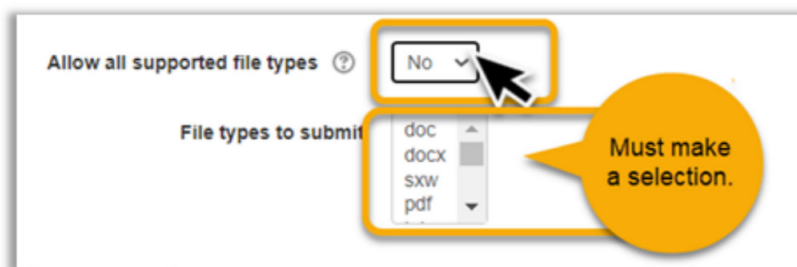 Allow all supported file types
No
File types to submit
doc
docx
sxw
pdf
Must make
a selection.